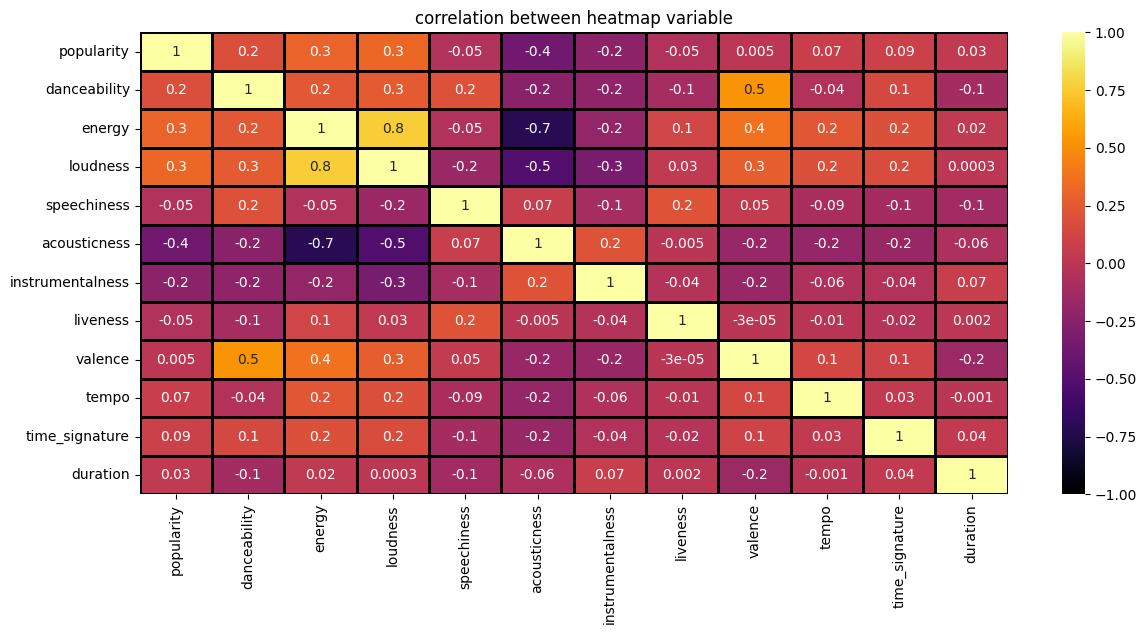 correlation between heatmap variable
popularity 1 0.2 0.3 0.3 -0.05 -0.4 -0.2 -0.05 0.005 0.07 0.09 0.03
danceability 0.2 1 0.2 0.3 0.2 -0.2 -0.2 -0.1 0.5 -0.04 0.1 -0.1
energy 0.3 0.2 1 0.8 -0.05 -0.7 -0.2 0.1 0.4 0.2 0.2 0.02
loudness 0.3 0.3 0.8 1 -0.2 -0.5 -0.3 0.03 0.3 0.2 0.2 0.0003
speechiness -0.05 0.2 -0.05 -0.2 1 0.07 -0.1 0.2 0.05 -0.09 -0.1 -0.1
acousticness -0.4 -0.2 -0.7 -0.5 0.07 1 0.2 -0.005 -0.2 -0.2 -0.2 -0.06
instrumentalness -0.2 -0.2 -0.2 -0.3 -0.1 0.2 1 -0.04 -0.2 -0.06 -0.04 0.07
liveness -0.05 -0.1 0.1 0.03 0.2 -0.005 -0.04 1 -3e-05 -0.01 -0.02 0.002
valence 0.005 0.5 0.4 0.3 0.05 -0.2 -0.2 -3e-05 1 0.1 0.1 -0.2
tempo 0.07 -0.04 0.2 0.2 -0.09 -0.2 -0.06 -0.01 0.1 1 0.03 -0.001
time_signature 0.09 0.1 0.2 0.2 -0.1 -0.2 -0.04 -0.02 0.1 0.03 1 0.04
duration 0.03 -0.1 0.02 0.0003 -0.1 -0.06 0.07 0.002 -0.2 -0.001 0.04 1
popularity
danceability
energy
loudness
speechiness
acousticness
instrumentalness
liveness
valence
tempo
time_signature
duration
1.00
0.75
0.50
0.25
0.00
−0.25
−0.50
−0.75
−1.00